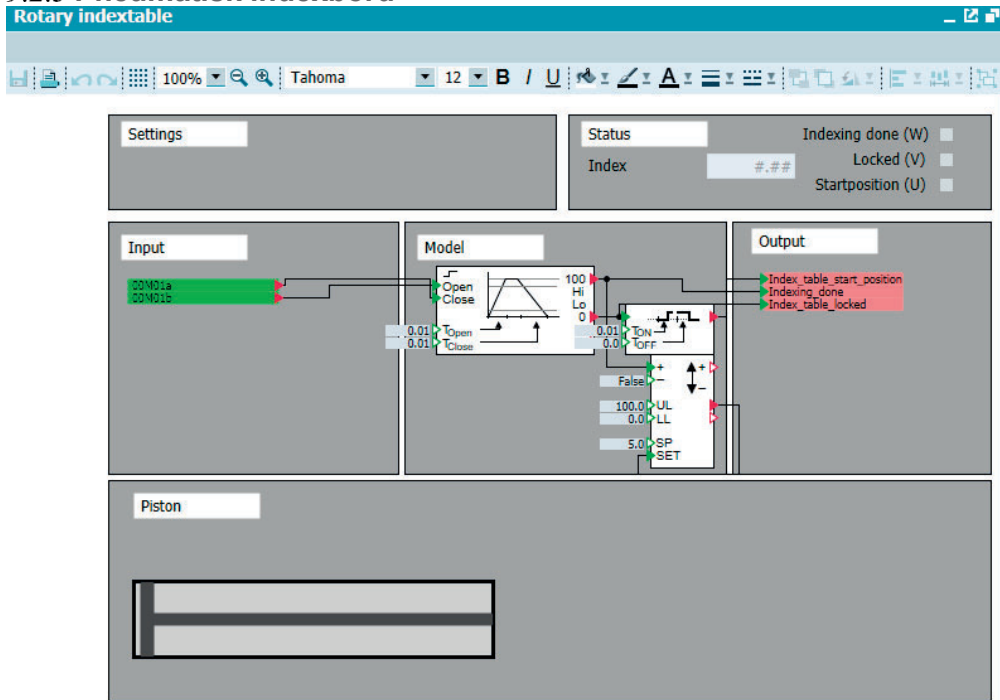 Rotary indextable
100%
Tahoma
12
B I U
A
Settings
Status
Indexing done (W)
Locked (V)
Index
#.##
Startposition (U)
Input
Model
Output
Open
Close
100
Hi
Lo
0
0.01
TOpen
0.01
TClose
0.01
TON
0.0
TOFF
Index_table_start_position
Indexing_done
Index_table_locked
+
+
False
−
−
100.0
UL
0.0
LL
5.0
SP
SET
Piston